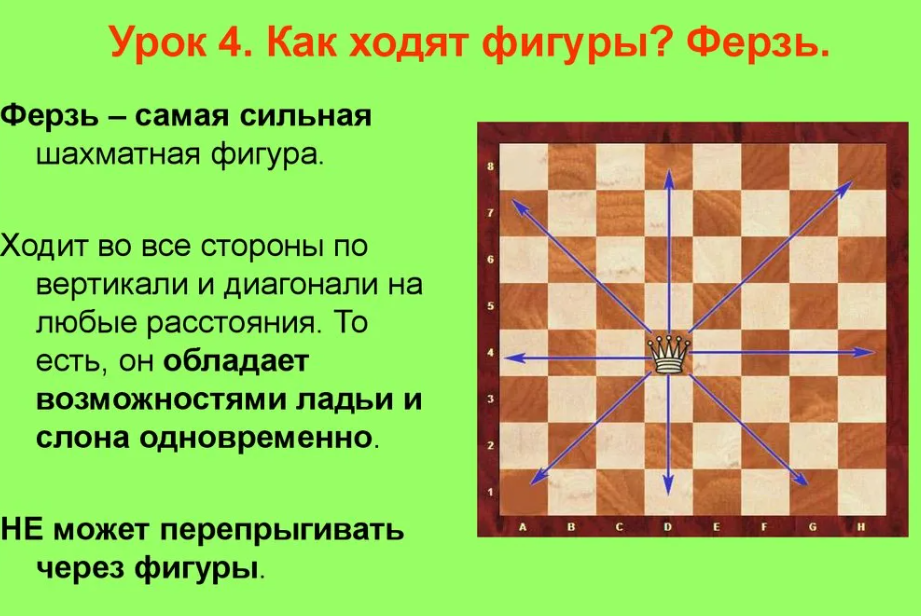 Урок 4. Как ходят фигуры? Ферзь.
Ферзь – самая сильная
шахматная фигура.
Ходит во все стороны по
вертикали и диагонали на
любые расстояния. То
есть, он обладает
возможностями ладьи и
слона одновременно.
НЕ может перепрыгивать
через фигуры.
8
7
6
5
4
3
2
1
A B C D E F G H